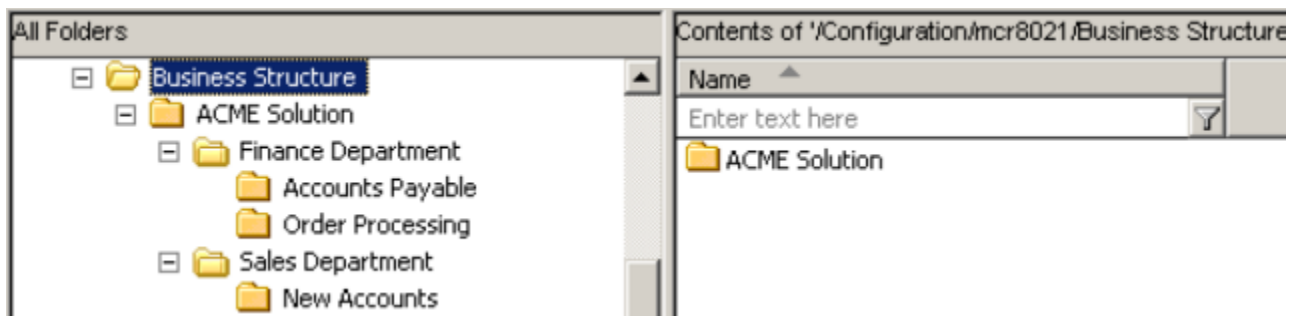 All Folders
Business Structure
ACME Solution
Finance Department
Accounts Payable
Order Processing
Sales Department
New Accounts
Contents of '/Configuration/mcr8021/Business Structure
Name
Enter text here
ACME Solution